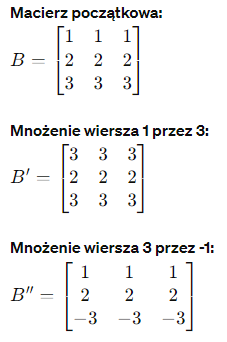 Macierz początkowa:
B = [1 1 1
2 2 2
3 3 3]
Mnożenie wiersza 1 przez 3:
B′ = [3 3 3
2 2 2
3 3 3]
Mnożenie wiersza 3 przez -1:
B″ = [1 1 1
2 2 2
−3 −3 −3]